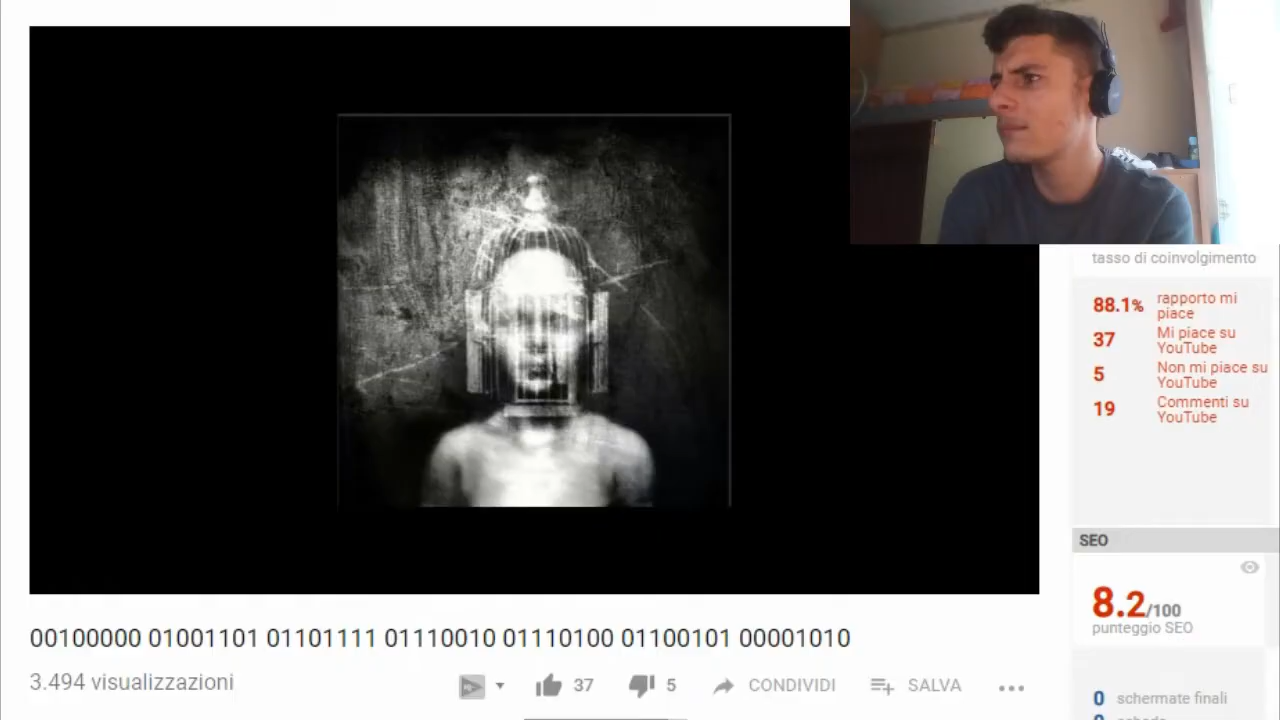 tasso di coinvolgimento
88.1% rapporto mi
piace
37 Mi piace su
YouTube
5 Non mi piace su
YouTube
19 Commenti su
YouTube
SEO
8.2/100
punteggio SEO
0 schermate finali
00100000 01001101 01101111 01110010 01110100 01100101 00001010
3.494 visualizzazioni
37
5
CONDIVIDI
SALVA